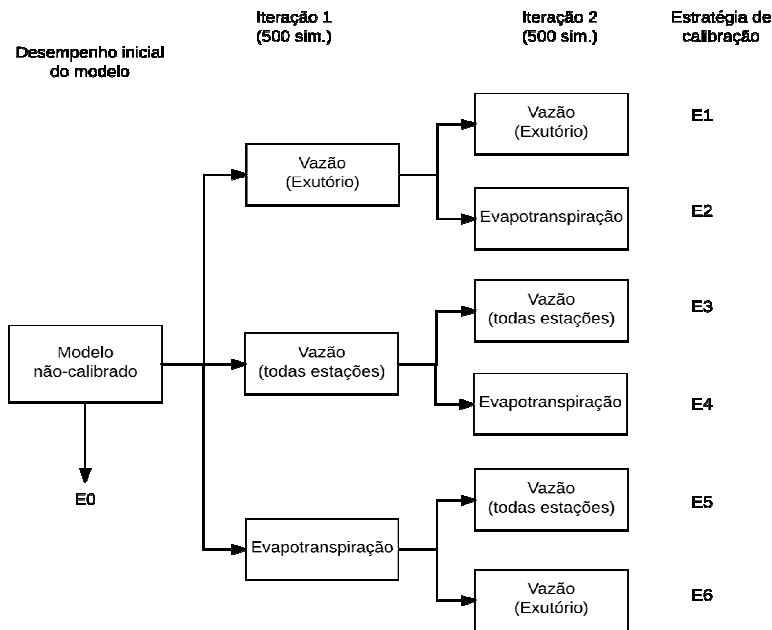 Desempenho inicial
do modelo
Iteração 1
(500 sim.)
Iteração 2
(500 sim.)
Estratégia de
calibração
Vazão
(Exutório)
Vazão
(Exutório)
E1
Evapotranspiração
E2
Modelo
não-calibrado
E0
Vazão
(todas estações)
Vazão
(todas estações)
E3
Evapotranspiração
E4
Evapotranspiração
Vazão
(todas estações)
E5
Vazão
(Exutório)
E6